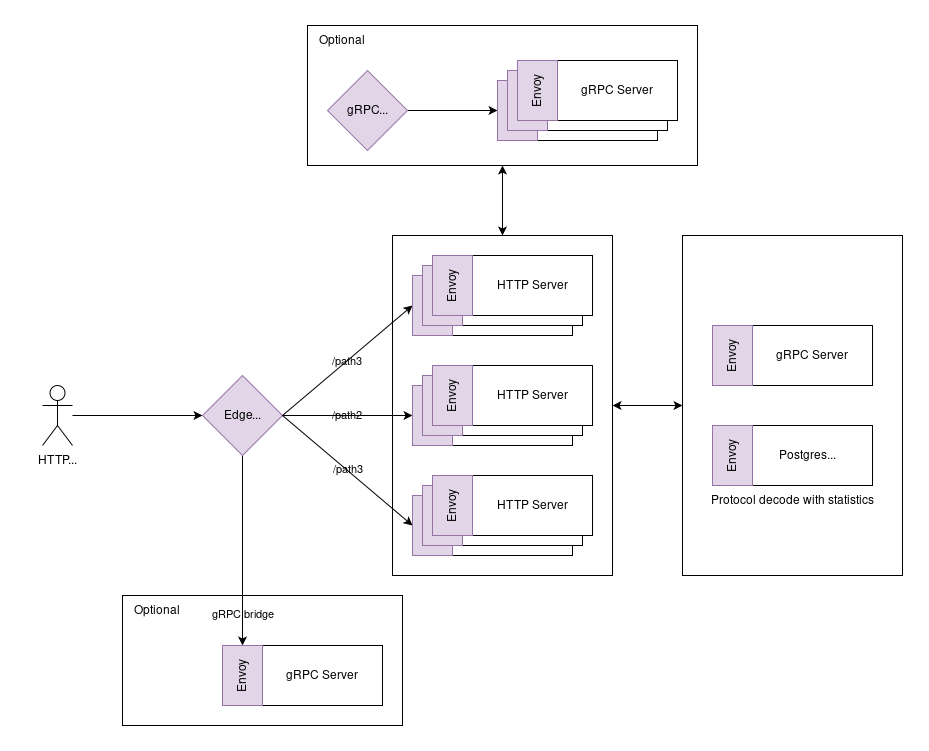 Optional
gRPC...
Envoy
gRPC Server
Envoy
HTTP Server
/path3
Envoy
HTTP Server
/path2
Envoy
HTTP Server
/path3
HTTP...
Edge...
Envoy
gRPC Server
Envoy
Postgres...
Protocol decode with statistics
Optional
gRPC bridge
Envoy
gRPC Server